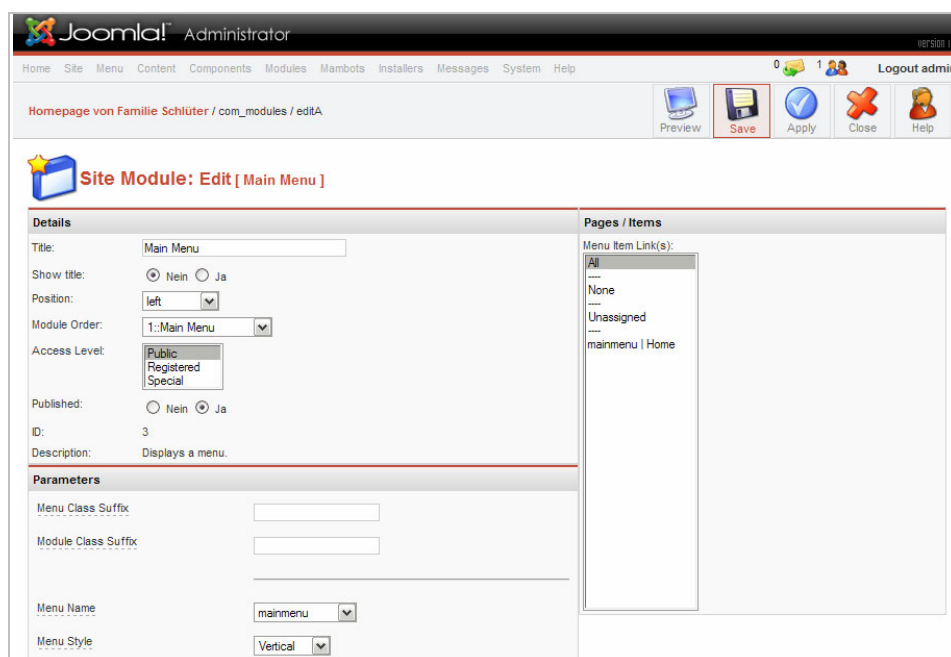 Joomla!™ Administrator
version
Home Site Menu Content Components Modules Mambots Installers Messages System Help 0 1 Logout admi
Homepage von Familie Schlüter / com_modules / editA
Preview Save Apply Close Help
Site Module: Edit [ Main Menu ]
Details
Title: Main Menu
Show title: Nein Ja
Position: left
Module Order: 1::Main Menu
Access Level: Public
Registered
Special
Published: Nein Ja
ID: 3
Description: Displays a menu.
Parameters
Menu Class Suffix
Module Class Suffix
Menu Name mainmenu
Menu Style Vertical
Pages / Items
Menu Item Link(s):
All
----
None
----
Unassigned
----
mainmenu | Home